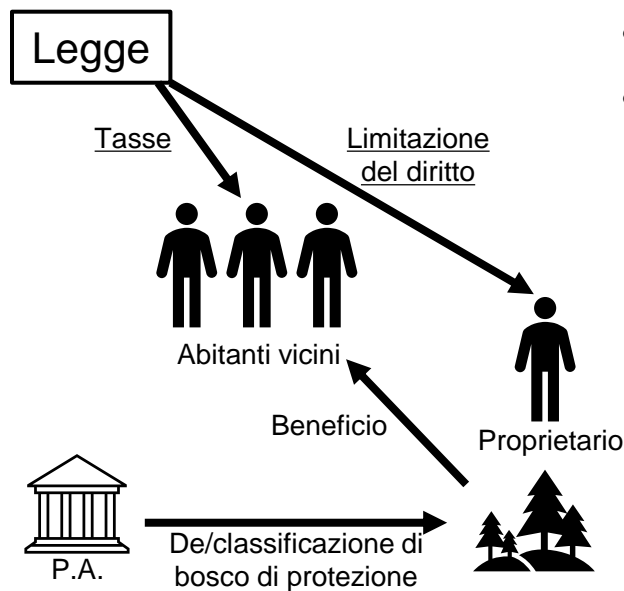 Legge
Tasse
Limitazione
del diritto
Abitanti vicini
Beneficio
Proprietario
De/classificazione di
bosco di protezione
P.A.